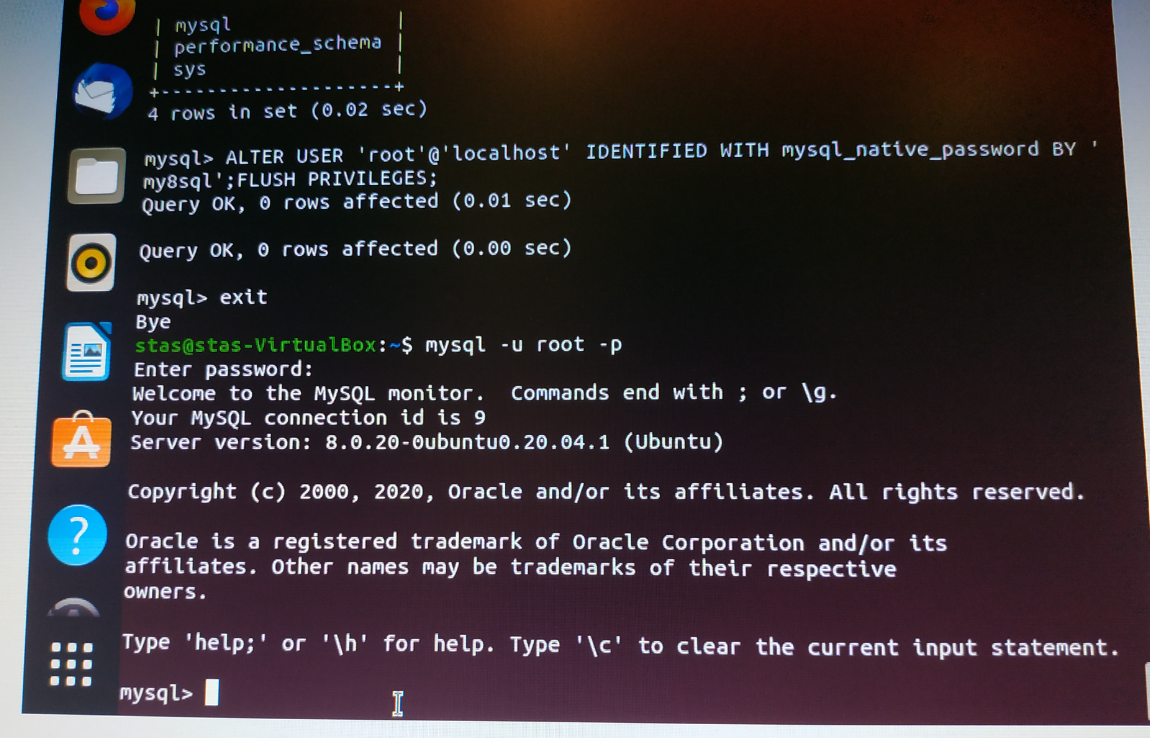 | mysql |
| performance_schema |
| sys |
+--------------------+
4 rows in set (0.02 sec)
mysql> ALTER USER 'root'@'localhost' IDENTIFIED WITH mysql_native_password BY '
my8sql';FLUSH PRIVILEGES;
Query OK, 0 rows affected (0.01 sec)
Query OK, 0 rows affected (0.00 sec)
mysql> exit
Bye
stas@stas-VirtualBox:~$ mysql -u root -p
Enter password:
Welcome to the MySQL monitor.  Commands end with ; or \g.
Your MySQL connection id is 9
Server version: 8.0.20-0ubuntu0.20.04.1 (Ubuntu)
Copyright (c) 2000, 2020, Oracle and/or its affiliates. All rights reserved.
Oracle is a registered trademark of Oracle Corporation and/or its
affiliates. Other names may be trademarks of their respective
owners.
Type 'help;' or '\h' for help. Type '\c' to clear the current input statement.
mysql>